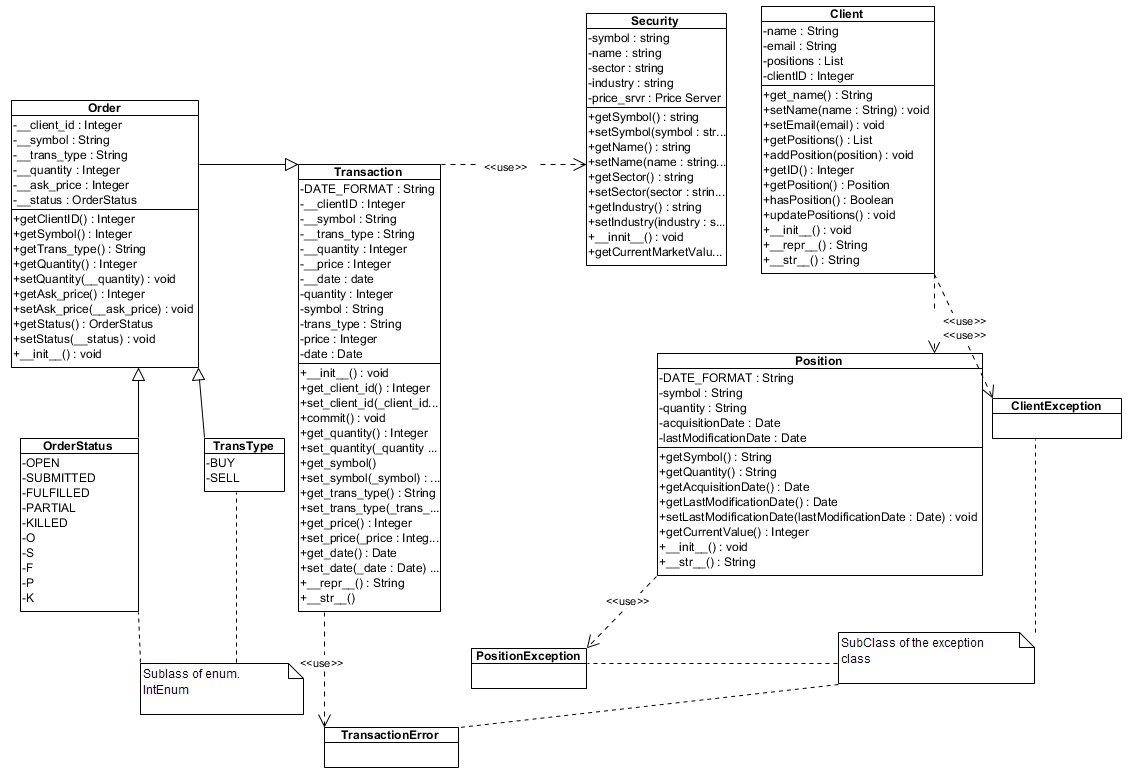 Order
-__client_id : Integer
-__symbol : String
-__trans_type : String
-__quantity : Integer
-__ask_price : Integer
-__status : OrderStatus
+getClientID() : Integer
+getSymbol() : Integer
+getTrans_type() : String
+getQuantity() : Integer
+setQuantity(__quantity) : void
+getAsk_price() : Integer
+setAsk_price(__ask_price) : void
+getStatus() : OrderStatus
+setStatus(__status) : void
+__init__() : void
OrderStatus
-OPEN
-SUBMITTED
-FULFILLED
-PARTIAL
-KILLED
-O
-S
-F
-P
-K
TransType
-BUY
-SELL
Sublass of enum.
IntEnum
Transaction
-DATE_FORMAT : String
-__clientID : Integer
-__symbol : String
-__trans_type : String
-__quantity : Integer
-__price : Integer
-__date : date
-quantity : Integer
-symbol : String
-trans_type : String
-price : Integer
-date : Date
+__init__() : void
+get_client_id() : Integer
+set_client_id(_client_id...
+commit() : void
+get_quantity() : Integer
+set_quantity(_quantity ...
+get_symbol()
+set_symbol(_symbol) : ...
+get_trans_type() : String
+set_trans_type(_trans_...
+get_price() : Integer
+set_price(_price : Integ...
+get_date() : Date
+set_date(_date : Date) ...
+__repr__() : String
+__str__()
<<use>>
<<use>>
TransactionError
Security
-symbol : string
-name : string
-sector : string
-industry : string
-price_srvr : Price Server
+getSymbol() : string
+setSymbol(symbol : str...
+getName() : string
+setName(name : string...
+getSector() : string
+setSector(sector : strin...
+getIndustry() : string
+setIndustry(industry : s...
+__innit__() : void
+getCurrentMarketValu...
Client
-name : String
-email : String
-positions : List
-clientID : Integer
+get_name() : String
+setName(name : String) : void
+setEmail(email) : void
+getPositions() : List
+addPosition(position) : void
+getID() : Integer
+getPosition() : Position
+hasPosition() : Boolean
+updatePositions() : void
+__init__() : void
+__repr__() : String
+__str__() : String
<<use>>
<<use>>
Position
-DATE_FORMAT : String
-symbol : String
-quantity : String
-acquisitionDate : Date
-lastModificationDate : Date
+getSymbol() : String
+getQuantity() : String
+getAcquisitionDate() : Date
+getLastModificationDate() : Date
+setLastModificationDate(lastModificationDate : Date) : void
+getCurrentValue() : Integer
+__init__() : void
+__str__() : String
ClientException
<<use>>
PositionException
SubClass of the exception
class